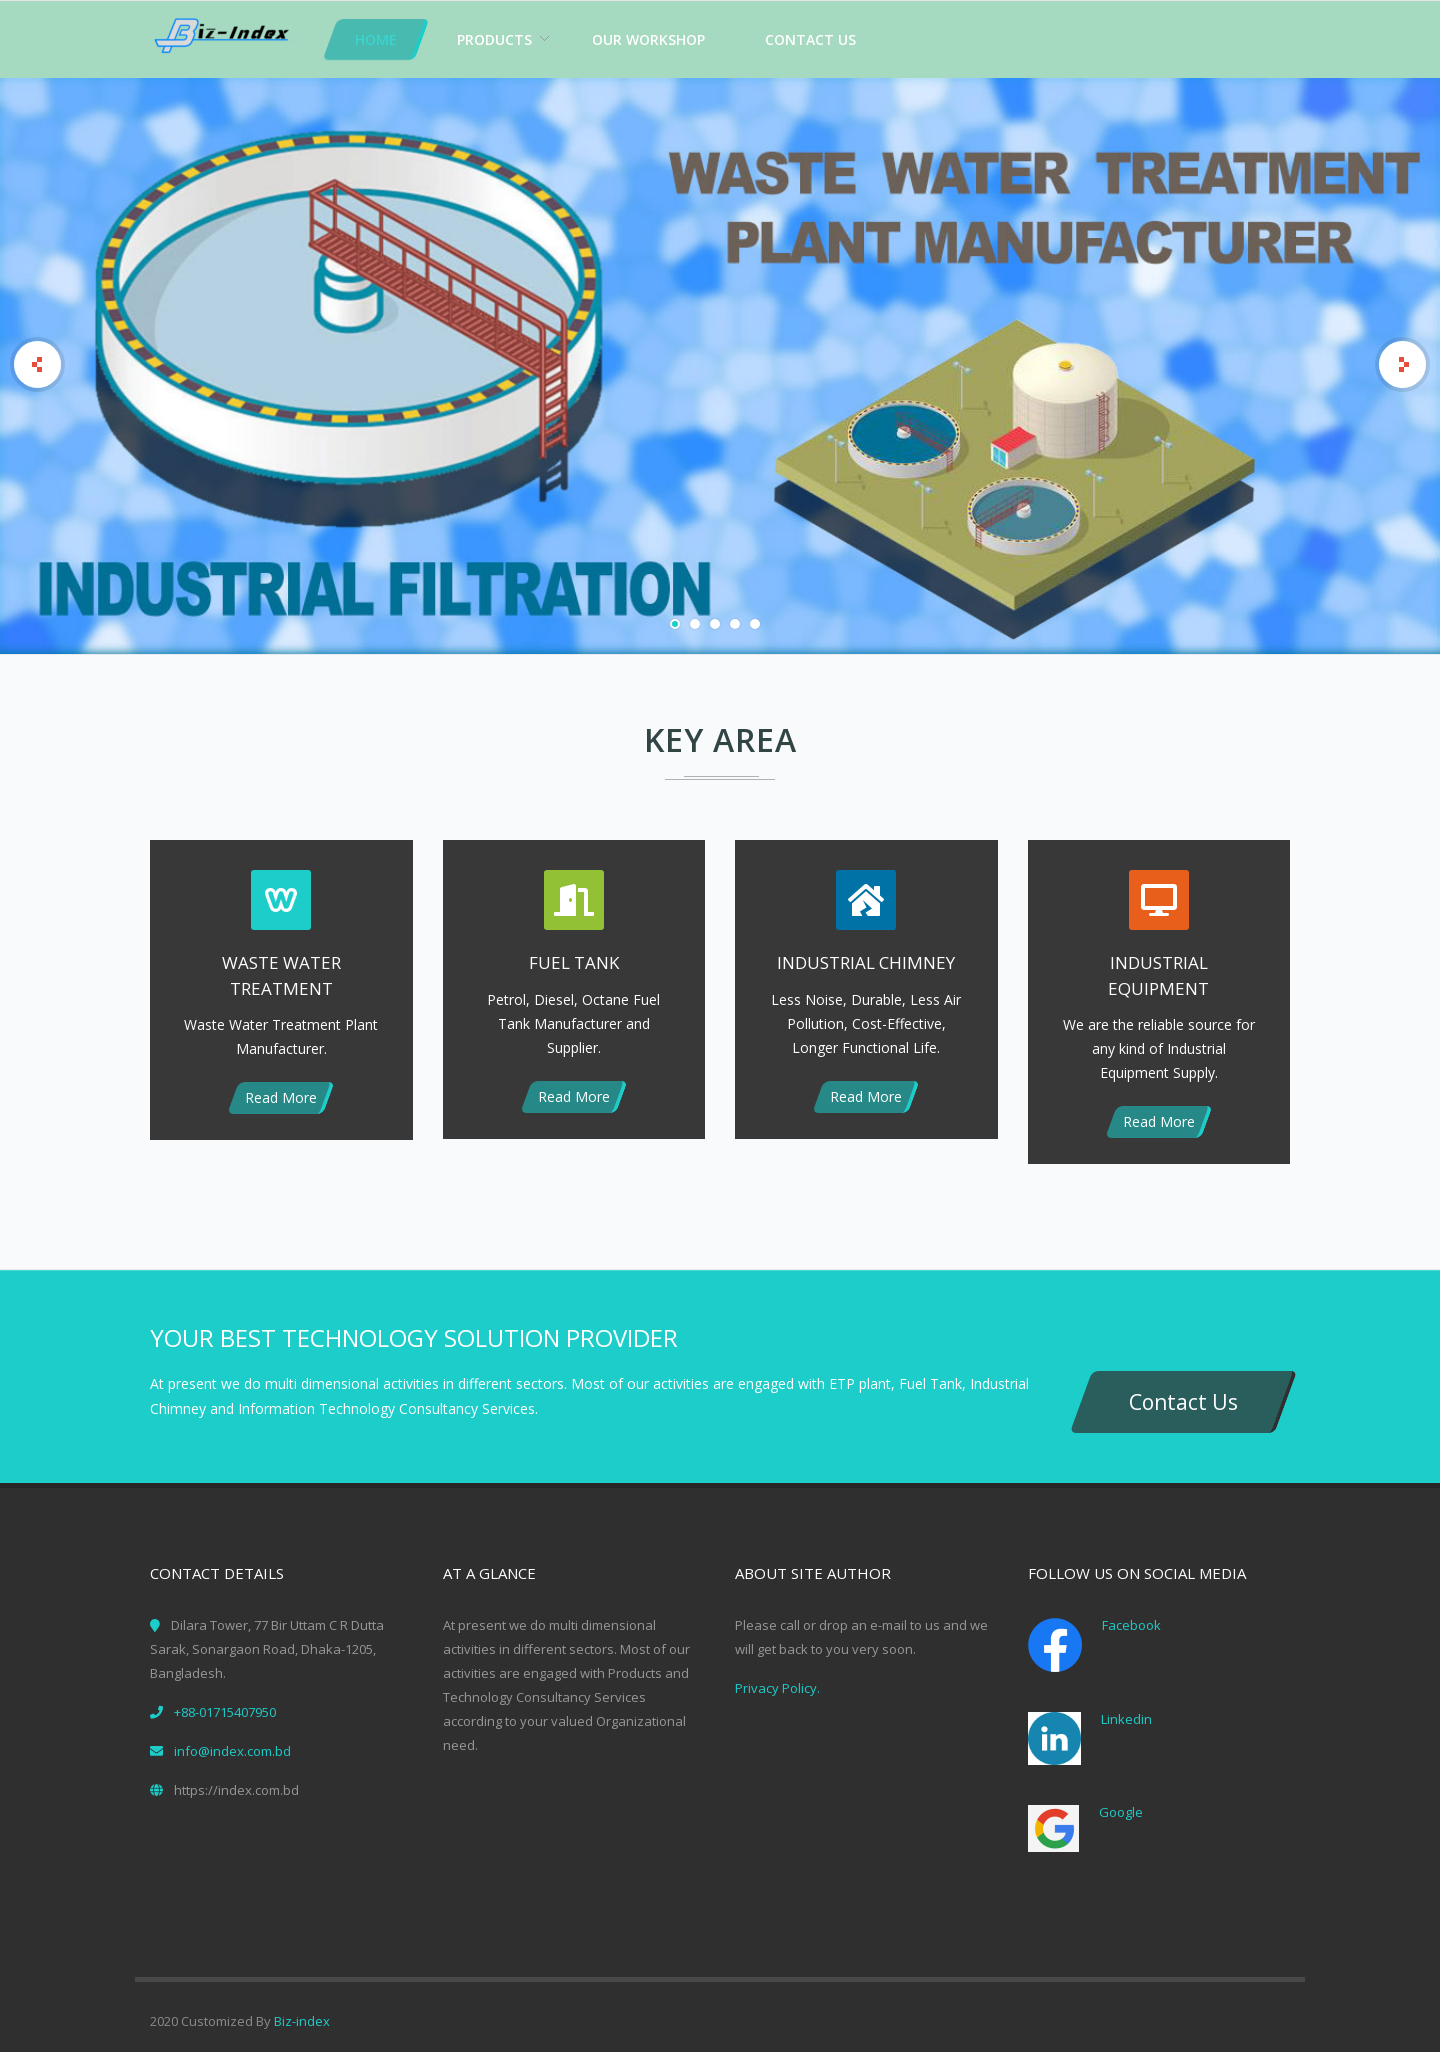 Biz-Index
HOME
PRODUCTS
OUR WORKSHOP
CONTACT US
WASTE WATER TREATMENT
PLANT MANUFACTURER
INDUSTRIAL FILTRATION
KEY AREA
WASTE WATER
TREATMENT
Waste Water Treatment Plant
Manufacturer.
Read More
FUEL TANK
Petrol, Diesel, Octane Fuel
Tank Manufacturer and
Supplier.
Read More
INDUSTRIAL CHIMNEY
Less Noise, Durable, Less Air
Pollution, Cost-Effective,
Longer Functional Life.
Read More
INDUSTRIAL
EQUIPMENT
We are the reliable source for
any kind of Industrial
Equipment Supply.
Read More
YOUR BEST TECHNOLOGY SOLUTION PROVIDER
At present we do multi dimensional activities in different sectors. Most of our activities are engaged with ETP plant, Fuel Tank, Industrial
Chimney and Information Technology Consultancy Services.
Contact Us
CONTACT DETAILS
Dilara Tower, 77 Bir Uttam C R Dutta
Sarak, Sonargaon Road, Dhaka-1205,
Bangladesh.
+88-01715407950
info@index.com.bd
https://index.com.bd
AT A GLANCE
At present we do multi dimensional
activities in different sectors. Most of our
activities are engaged with Products and
Technology Consultancy Services
according to your valued Organizational
need.
ABOUT SITE AUTHOR
Please call or drop an e-mail to us and we
will get back to you very soon.
Privacy Policy.
FOLLOW US ON SOCIAL MEDIA
Facebook
in
Linkedin
Google
2020 Customized By Biz-index